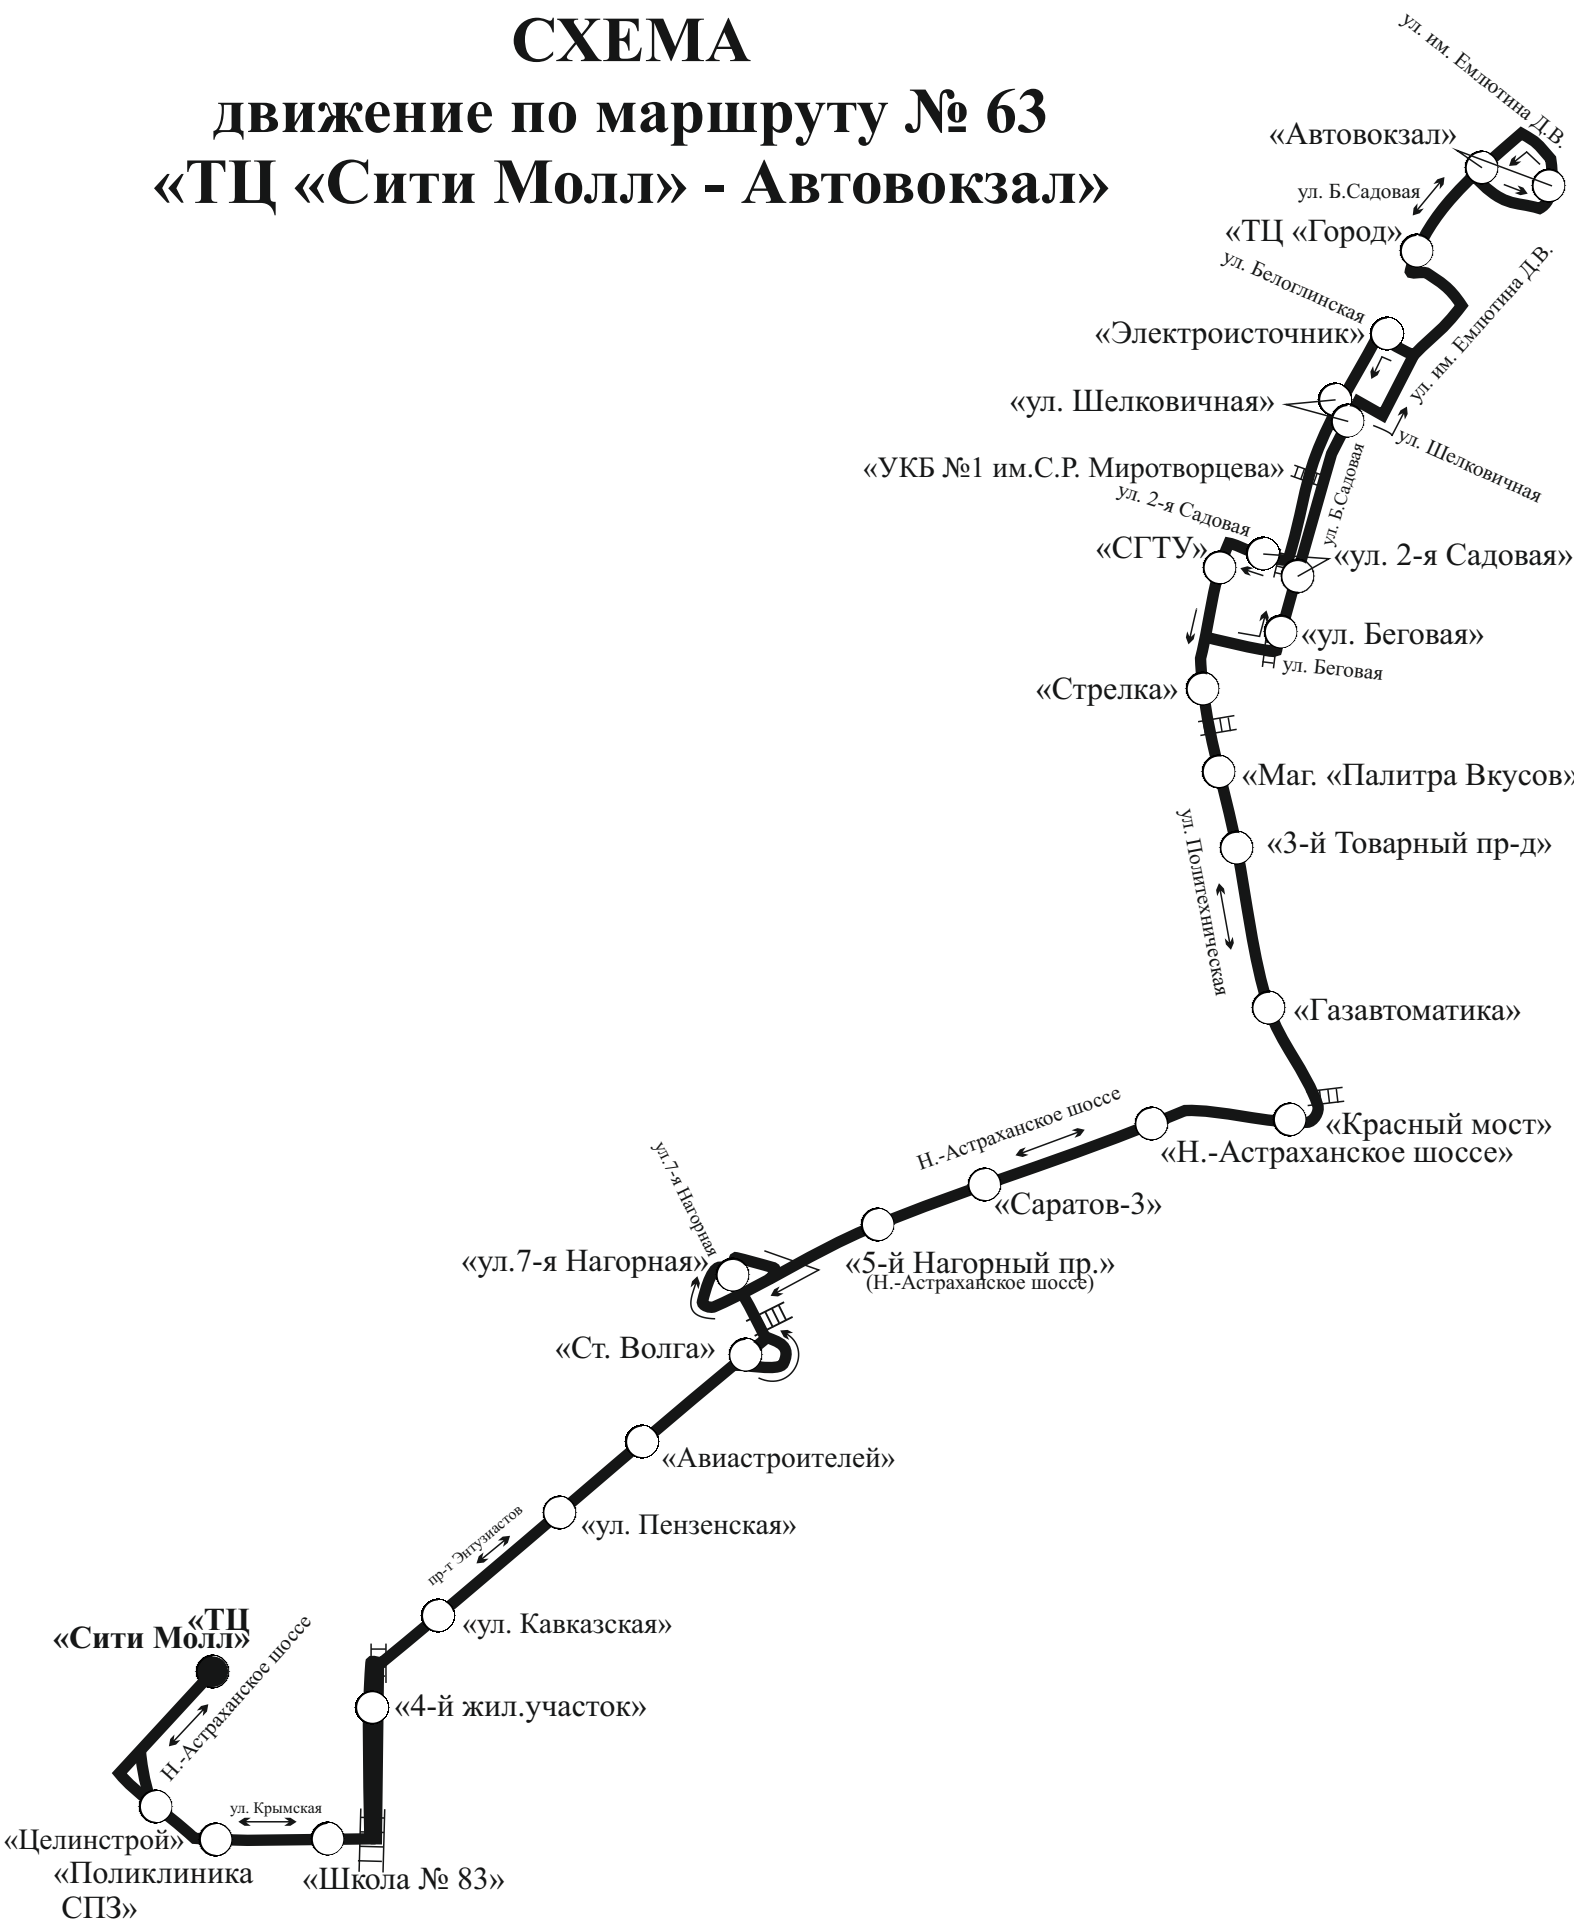 СХЕМА
движение по маршруту № 63
«ТЦ «Сити Молл» - Автовокзал»
ул. им. Емлютина Д.В.
«Автовокзал»
ул. Б.Садовая
«ТЦ «Город»
ул. Белоглинская
ул. им. Емлютина Д.В.
«Электроисточник»
«ул. Шелковичная»
ул. Шелковичная
«УКБ №1 им.С.Р. Миротворцева»
ул. Б.Садовая
ул. 2-я Садовая
«СГТУ»
«ул. 2-я Садовая»
«ул. Беговая»
ул. Беговая
«Стрелка»
«Маг. «Палитра Вкусов»
«3-й Товарный пр-д»
ул. Политехническая
«Газавтоматика»
Н.-Астраханское шоссе
«Красный мост»
«Н.-Астраханское шоссе»
«Саратов-3»
ул.7-я Нагорная
«ул.7-я Нагорная»
«5-й Нагорный пр.»
(Н.-Астраханское шоссе)
«Ст. Волга»
«Авиастроителей»
«ул. Пензенская»
пр-т Энтузиастов
«ул. Кавказская»
«ТЦ
«Сити Молл»
Н.-Астраханское шоссе
«4-й жил.участок»
ул. Крымская
«Целинстрой»
«Поликлиника
СПЗ»
«Школа № 83»